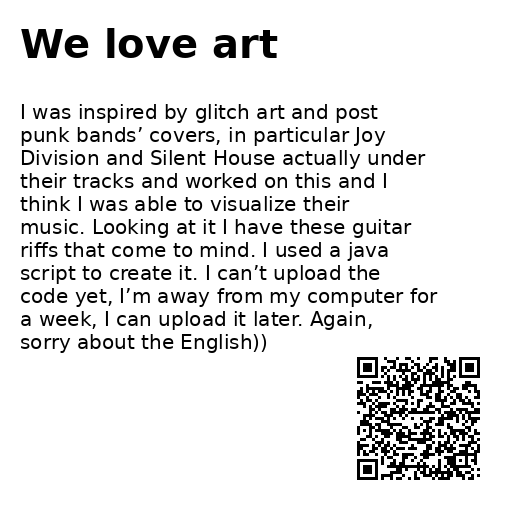 We love art
I was inspired by glitch art and post
punk bands’ covers, in particular Joy
Division and Silent House actually under
their tracks and worked on this and I
think I was able to visualize their
music. Looking at it I have these guitar
riffs that come to mind. I used a java
script to create it. I can’t upload the
code yet, I’m away from my computer for
a week, I can upload it later. Again,
sorry about the English))